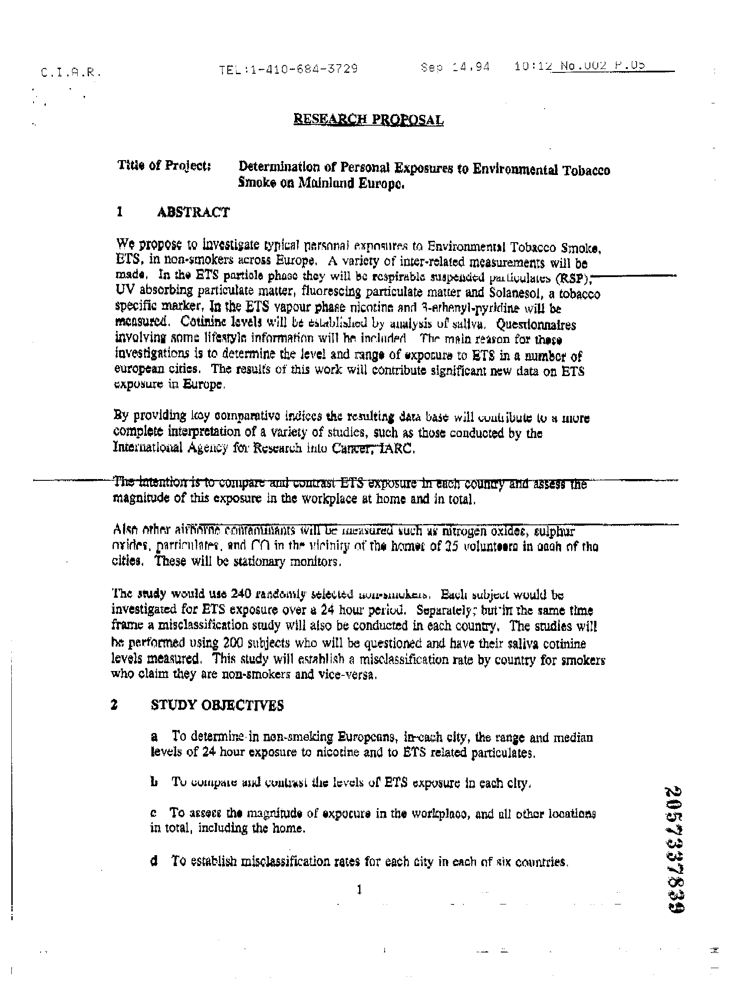 C.I.A.R. TEL:1-410-684-3729 Sep 14,94 10:12 No.002 P.05
RESEARCH PROPOSAL
Title of Project: Determination of Personal Exposures to Environmental Tobacco
Smoke on Mainland Europe.
1 ABSTRACT
We propose to investigate typical personal exposures to Environmental Tobacco Smoke,
ETS, in non-smokers across Europe. A variety of inter-related measurements will be
made. In the ETS particle phase they will be respirable suspended particulates (RSP),
UV absorbing particulate matter, fluorescing particulate matter and Solanesol, a tobacco
specific marker. In the ETS vapour phase nicotine and 3-ethenyl-pyridine will be
measured. Cotinine levels will be established by analysis of saliva. Questionnaires
involving some lifestyle information will be included. The main reason for these
investigations is to determine the level and range of exposure to ETS in a number of
european cities. The results of this work will contribute significant new data on ETS
exposure in Europe.
By providing key comparative indices the resulting data base will contribute to a more
complete interpretation of a variety of studies, such as those conducted by the
International Agency for Research into Cancer, IARC.
The intention is to compare and contrast ETS exposure in each country and assess the
magnitude of this exposure in the workplace at home and in total.
Also other airborne contaminants will be measured such as nitrogen oxides, sulphur
oxides, particulates, and CO in the vicinity of the homes of 25 volunteers in each of the
cities. These will be stationary monitors.
The study would use 240 randomly selected non-smokers. Each subject would be
investigated for ETS exposure over a 24 hour period. Separately, but in the same time
frame a misclassification study will also be conducted in each country. The studies will
be performed using 200 subjects who will be questioned and have their saliva cotinine
levels measured. This study will establish a misclassification rate by country for smokers
who claim they are non-smokers and vice-versa.
2 STUDY OBJECTIVES
a To determine in non-smoking Europeans, in each city, the range and median
levels of 24 hour exposure to nicotine and to ETS related particulates.
b To compare and contrast the levels of ETS exposure in each city.
c To assess the magnitude of exposure in the workplace, and all other locations
in total, including the home.
d To establish misclassification rates for each city in each of six countries.
1
2057337839